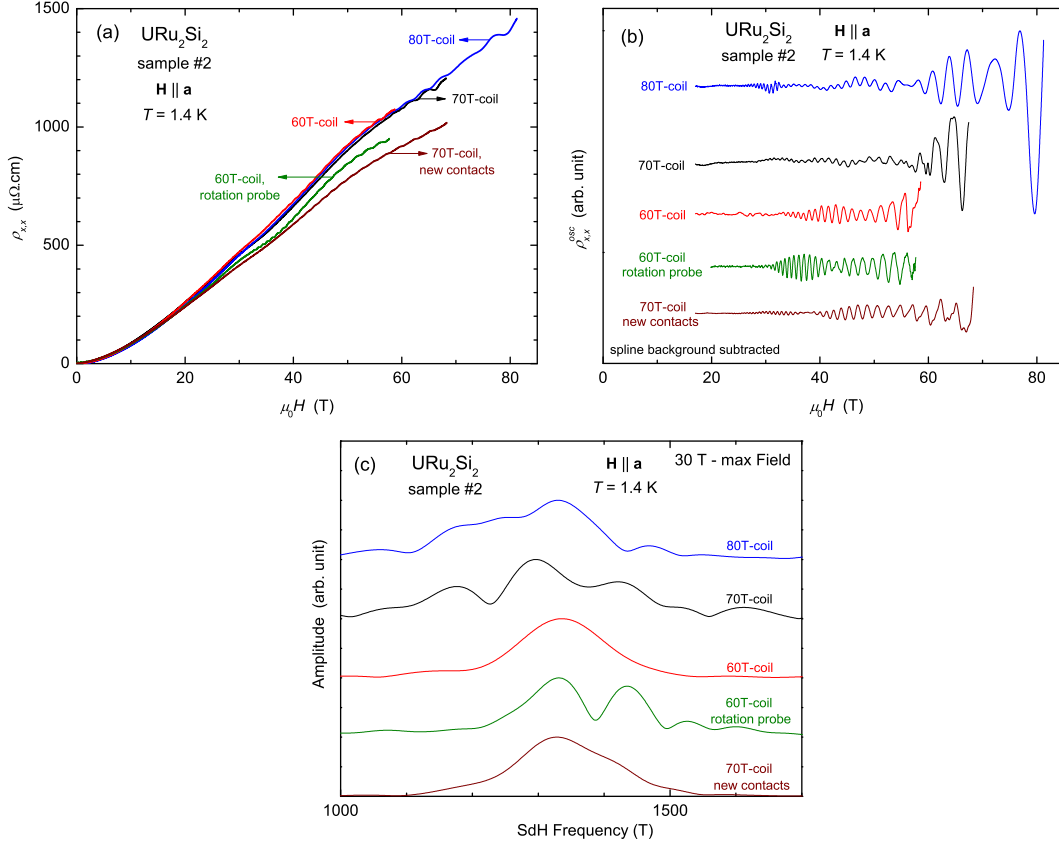 (a)
URu₂Si₂
sample #2
H || a
T = 1.4 K
80T-coil
70T-coil
60T-coil
70T-coil,
new contacts
60T-coil,
rotation probe
1500
1000
500
0
ρx,x (μΩ.cm)
0 20 40 60 80
μ₀H (T)
(b)
URu₂Si₂
sample #2
H || a
T = 1.4 K
80T-coil
70T-coil
60T-coil
60T-coil
rotation probe
70T-coil
new contacts
spline background subtracted
ρx,x^osc (arb. unit)
0 20 40 60 80
μ₀H (T)
(c)
URu₂Si₂
sample #2
H || a
T = 1.4 K
30 T - max Field
80T-coil
70T-coil
60T-coil
60T-coil
rotation probe
70T-coil
new contacts
Amplitude (arb. unit)
1000 1500
SdH Frequency (T)